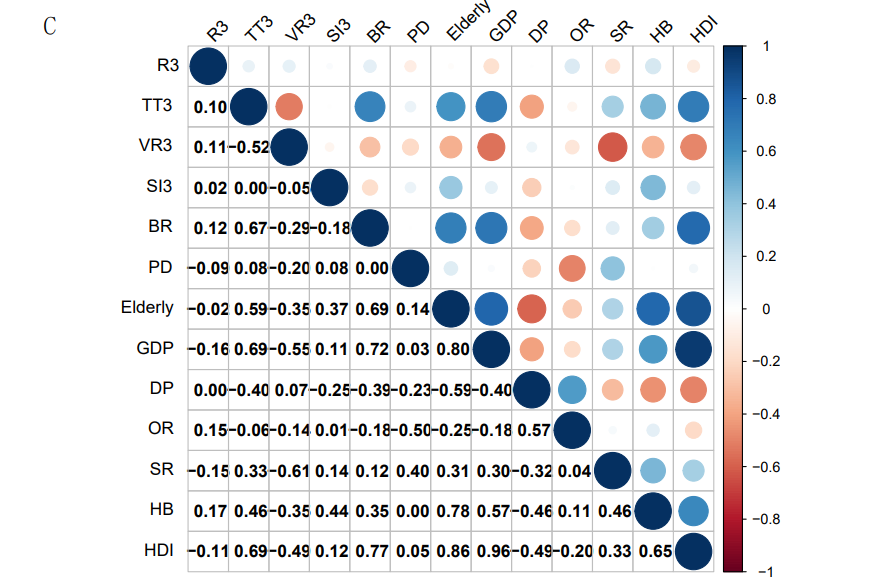 C
R3 TT3 VR3 SI3 BR PD Elderly GDP DP OR SR HB HDI
R3
TT3 0.10
VR3 0.11 −0.52
SI3 0.02 0.00 −0.05
BR 0.12 0.67 −0.29 −0.18
PD −0.09 0.08 −0.20 0.08 0.00
Elderly −0.02 0.59 −0.35 0.37 0.69 0.14
GDP −0.16 0.69 −0.55 0.11 0.72 0.03 0.80
DP 0.00 −0.40 0.07 −0.25 −0.39 −0.23 −0.59 −0.40
OR 0.15 −0.06 −0.14 0.01 −0.18 −0.50 −0.25 −0.18 0.57
SR −0.15 0.33 −0.61 0.14 0.12 0.40 0.31 0.30 −0.32 0.04
HB 0.17 0.46 −0.35 0.44 0.35 0.00 0.78 0.57 −0.46 0.11 0.46
HDI −0.11 0.69 −0.49 0.12 0.77 0.05 0.86 0.96 −0.49 −0.20 0.33 0.65
1
0.8
0.6
0.4
0.2
0
−0.2
−0.4
−0.6
−0.8
−1